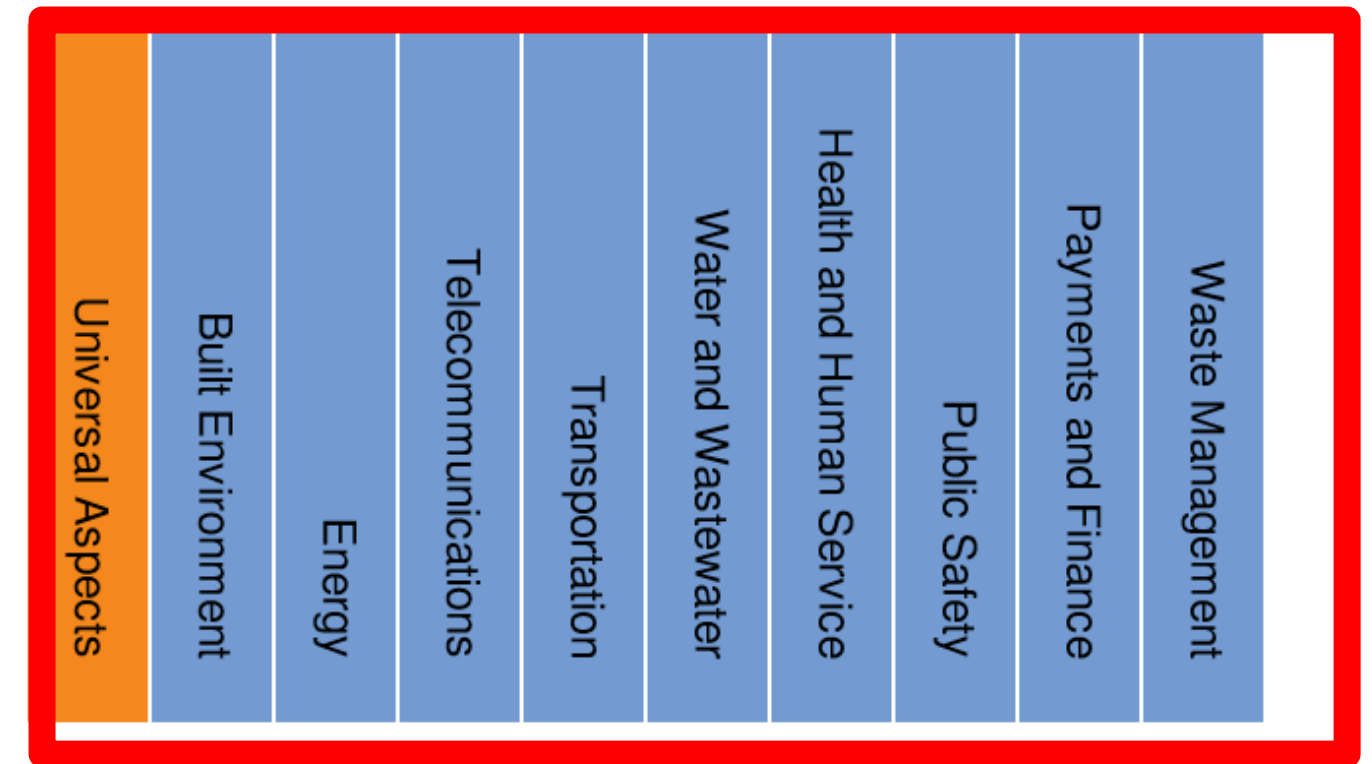 Universal Aspects
Built Environment
Energy
Telecommunications
Transportation
Water and Wastewater
Health and Human Service
Public Safety
Payments and Finance
Waste Management